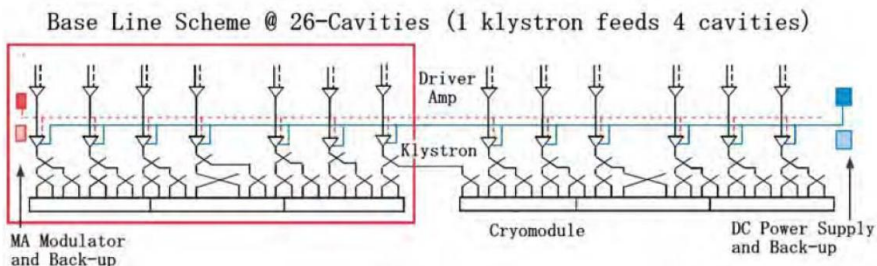 Base Line Scheme @ 26-Cavities (1 klystron feeds 4 cavities)
Driver
Amp
Klystron
Cryomodule
MA Modulator
and Back-up
DC Power Supply
and Back-up